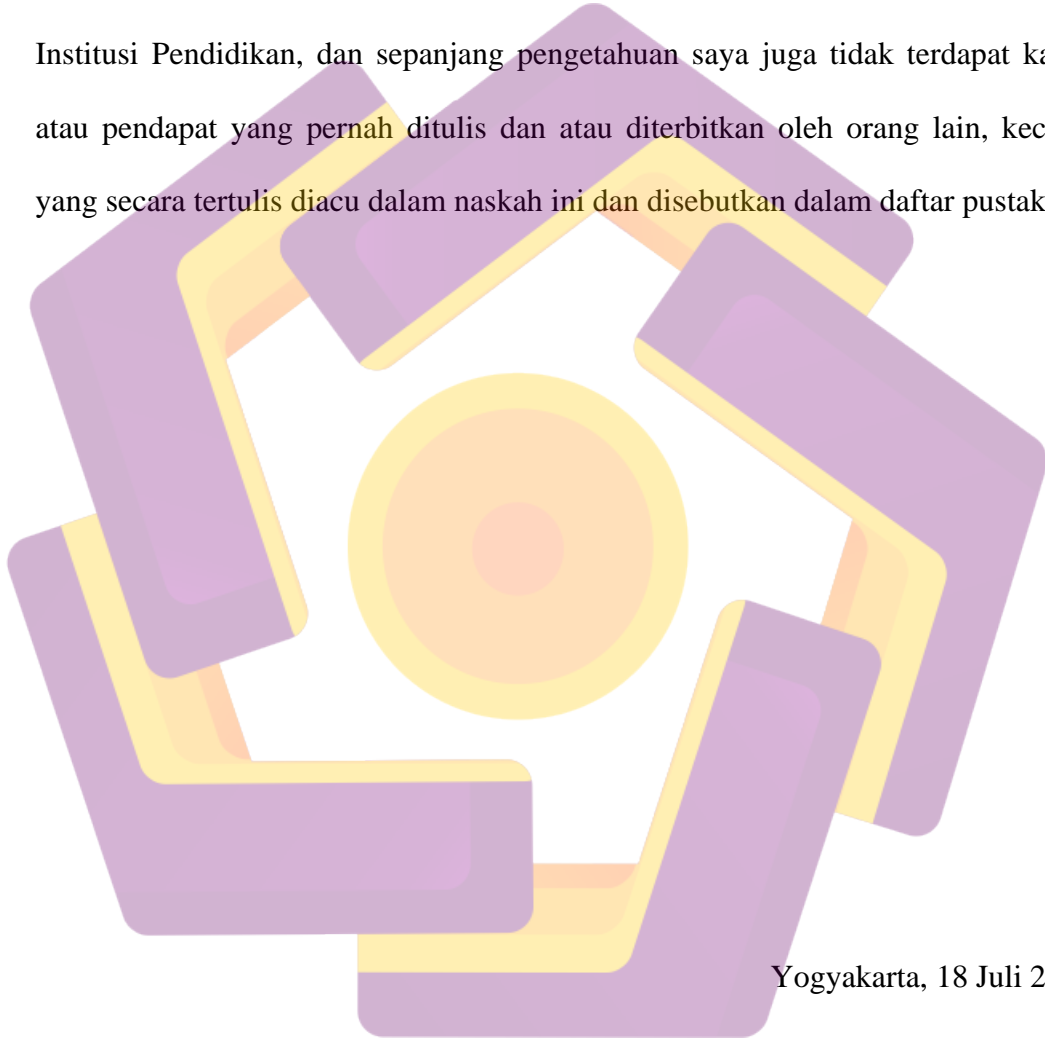 Institusi Pendidikan, dan sepanjang pengetahuan saya juga tidak terdapat ka
atau pendapat yang pernah ditulis dan atau diterbitkan oleh orang lain, kec
yang secara tertulis diacu dalam naskah ini dan disebutkan dalam daftar pustak
Yogyakarta, 18 Juli 2